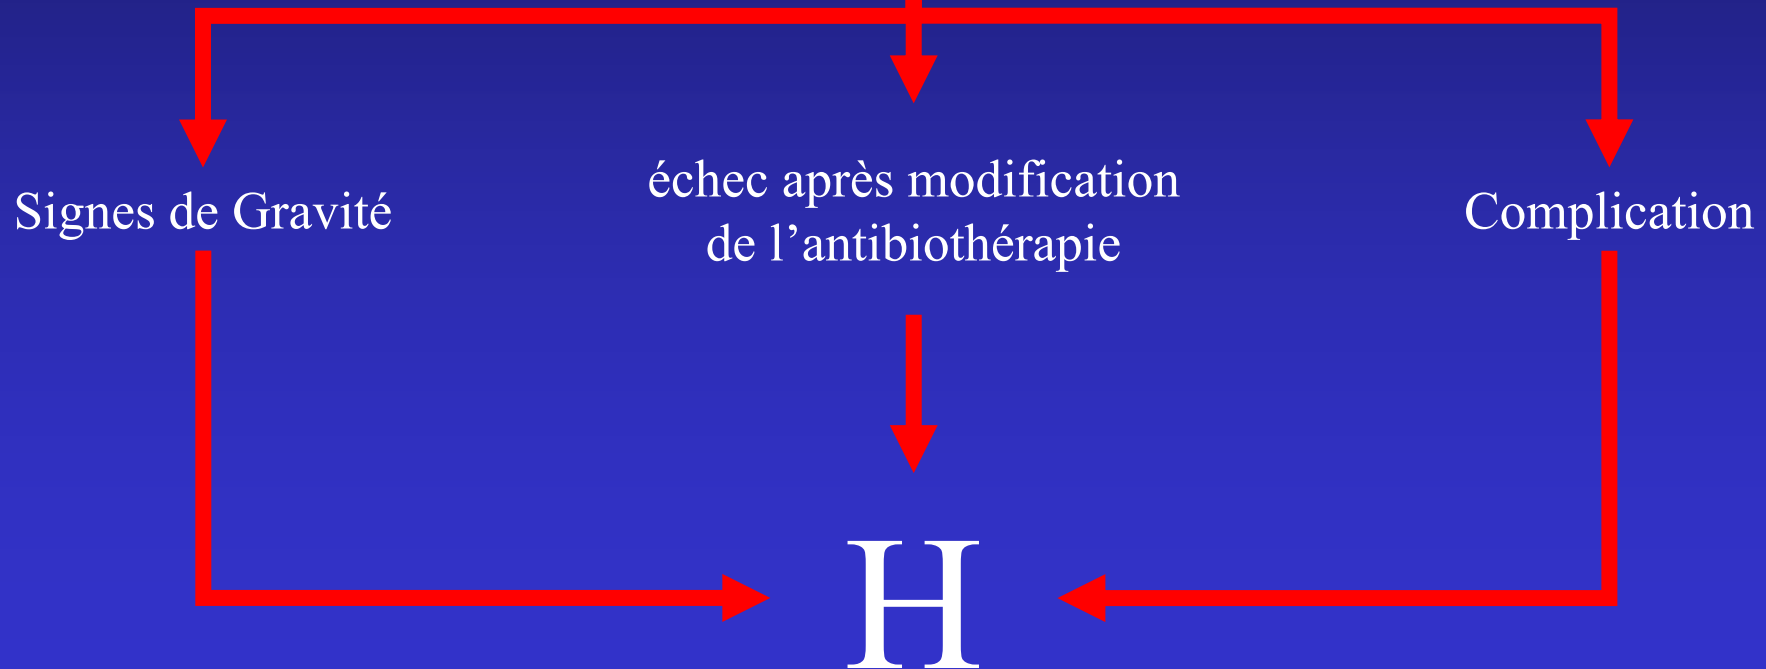 Signes de Gravité
échec après modification
de l’antibiothérapie
Complication
H